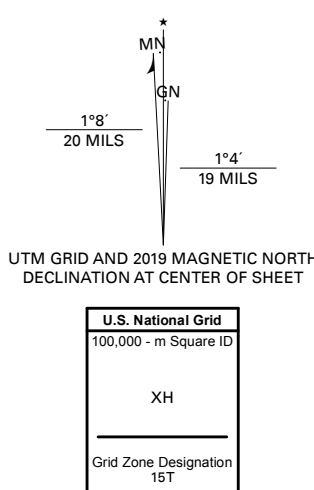 ★
MN
GN
1°8´
20 MILS
1°4´
19 MILS
UTM GRID AND 2019 MAGNETIC NORTH
DECLINATION AT CENTER OF SHEET
U.S. National Grid
100,000 - m Square ID
XH
Grid Zone Designation
15T